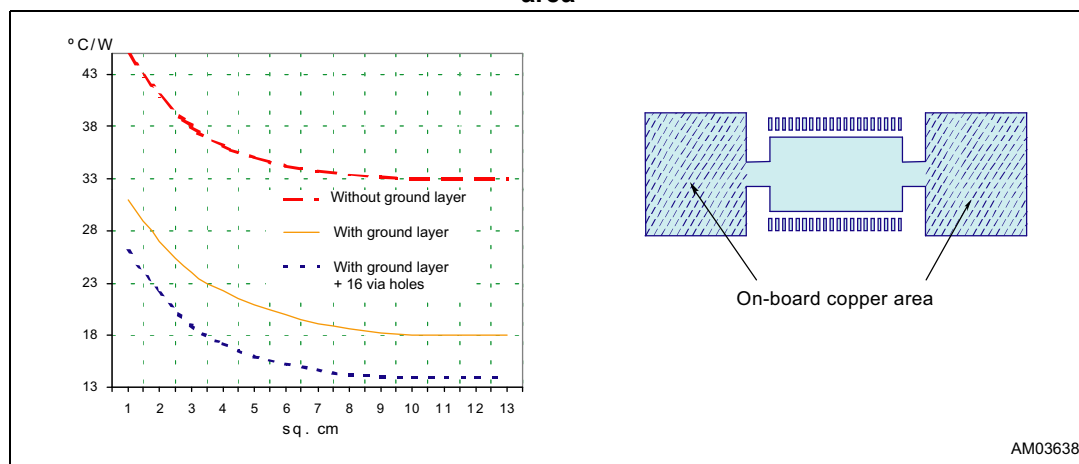 area
ºC/W
43
38
33
28
23
18
13
1 2 3 4 5 6 7 8 9 10 11 12 13
sq. cm
Without ground layer
With ground layer
With ground layer
+ 16 via holes
On-board copper area
AM03638